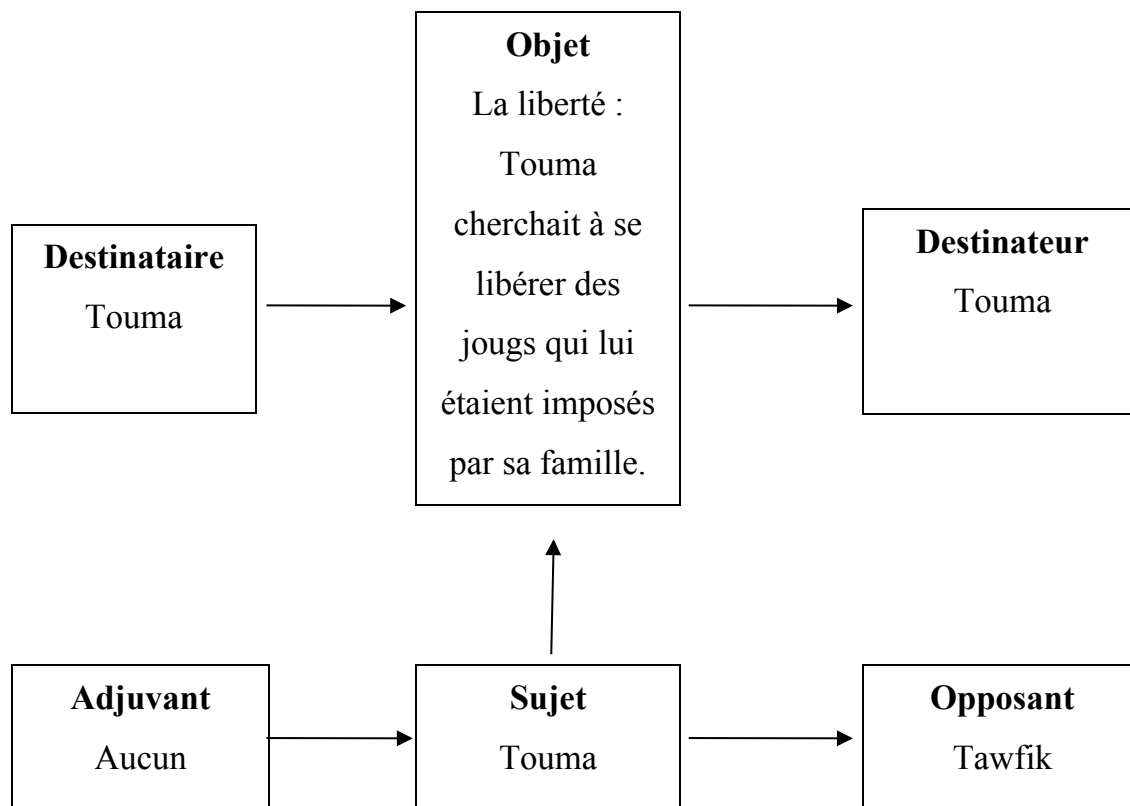 Objet
La liberté :
Touma
cherchait à se
libérer des
jougs qui lui
étaient imposés
par sa famille.
Destinataire
Touma
Destinateur
Touma
Adjuvant
Aucun
Sujet
Touma
Opposant
Tawfik